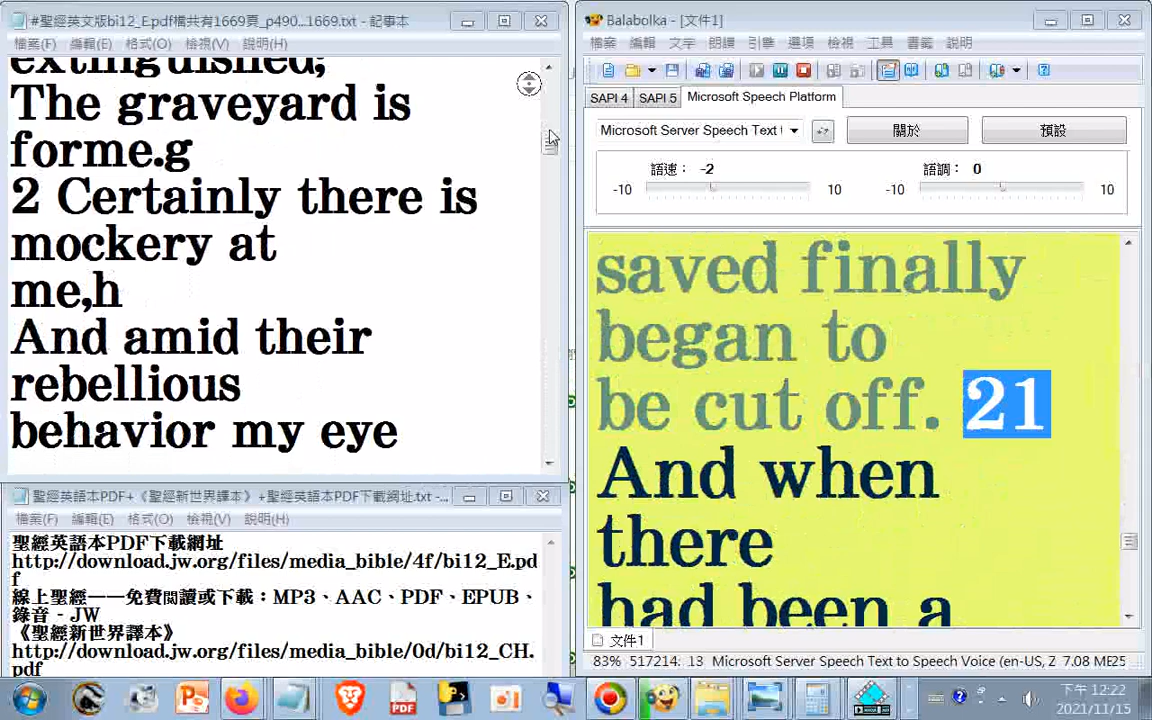 #聖經英文版bi12_E.pdf橫共有1669頁_p490...1669.txt - 記事本
檔案(F) 編輯(E) 格式(O) 檢視(V) 說明(H)
extinguished;
The graveyard is
forme.g
2 Certainly there is
mockery at
me,h
And amid their
rebellious
behavior my eye
聖經英語本PDF+《聖經新世界譯本》+聖經英語本PDF下載網址.txt -...
檔案(F) 編輯(E) 格式(O) 檢視(V) 說明(H)
聖經英語本PDF下載網址
http://download.jw.org/files/media_bible/4f/bi12_E.pd
f
線上聖經——免費閱讀或下載：MP3、AAC、PDF、EPUB、
錄音 - JW
《聖經新世界譯本》
http://download.jw.org/files/media_bible/0d/bi12_CH.
pdf
Balabolka - [文件1]
檔案 編輯 文字 朗讀 引擎 選項 檢視 工具 書籤 說明
SAPI 4 SAPI 5 Microsoft Speech Platform
Microsoft Server Speech Text 關於 預設
語速： -2 語調： 0
-10 10 -10 10
saved finally
began to
be cut off. 21
And when
there
had been a
文件1
83% 517214: 13 Microsoft Server Speech Text to Speech Voice (en-US, Z 7.08 ME25
PDF
下午 12:22
2021/11/15